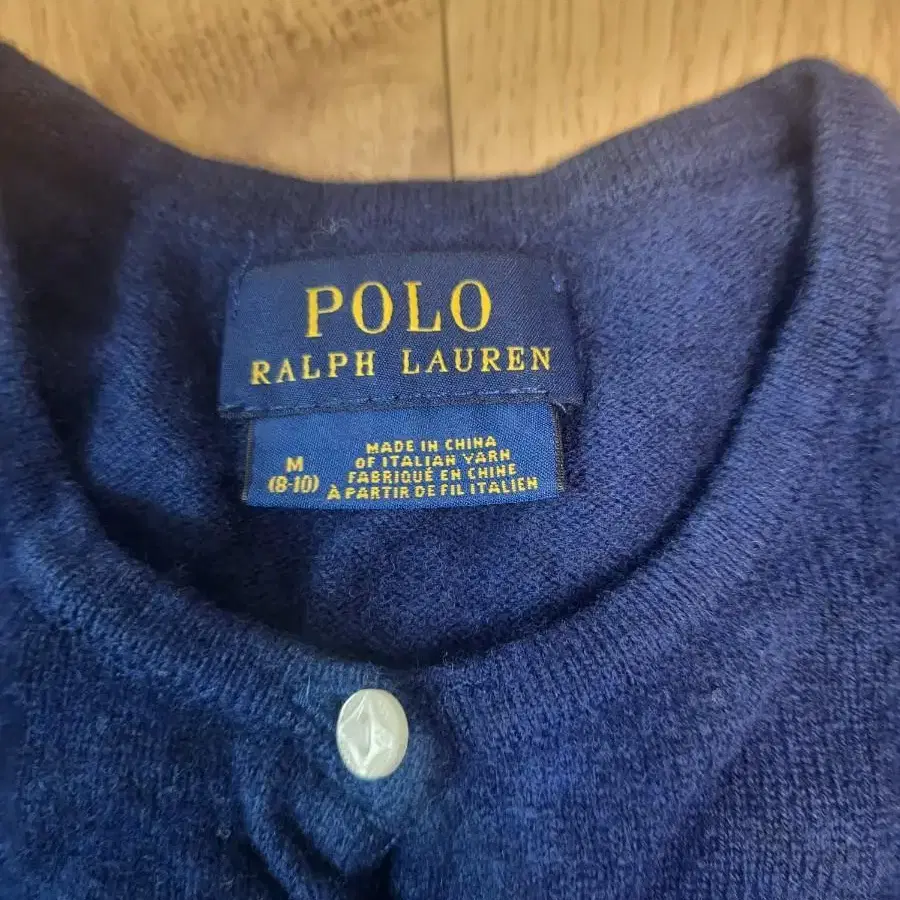 POLO
RALPH LAUREN
M
(8-10)
MADE IN CHINA
OF ITALIAN YARN
FABRIQUÉ EN CHINE
À PARTIR DE FIL ITALIEN